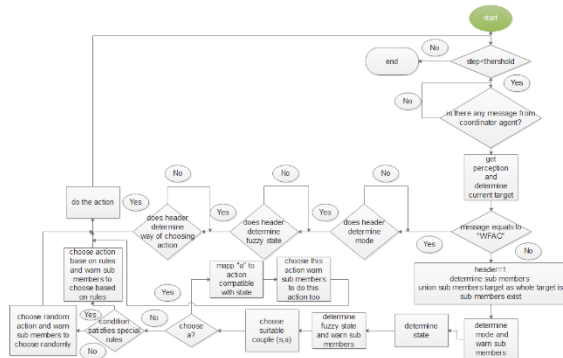 start
No
end
step<thershold
Yes
No
is there any message from
coordinator agent?
get
perception
and
determine
current target
No
No
No
do the action
Yes
does header
determine
way of choosing
action
Yes
does header
determine
fuzzy state
Yes
does header
determine
mode
Yes
message equals to
"WFAC"
No
choose action
base on rules
and warn sub
members to
choose based
on rules
mapp "a" to
action
compatible
with state
choose this
action warn
sub members
to do this
action too
header=1
determine sub members
union sub members target as whole target is
sub members exist
Yes
choose random
action and warn
sub members to
choose randomly
Yes
condition
satisfies special
rules
No
No
choose
a?
choose
suitable
couple (s,a)
determine
fuzzy state
and warn sub
members
determine
state
determine
mode and warn
sub members